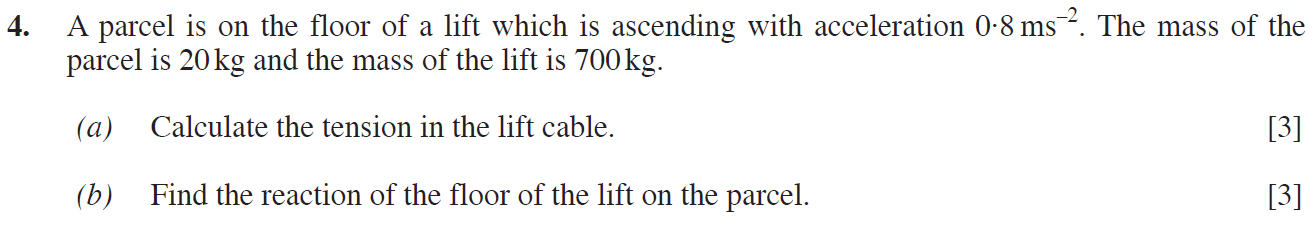 4. A parcel is on the floor of a lift which is ascending with acceleration 0·8 ms⁻². The mass of the
parcel is 20 kg and the mass of the lift is 700 kg.
(a) Calculate the tension in the lift cable. [3]
(b) Find the reaction of the floor of the lift on the parcel. [3]